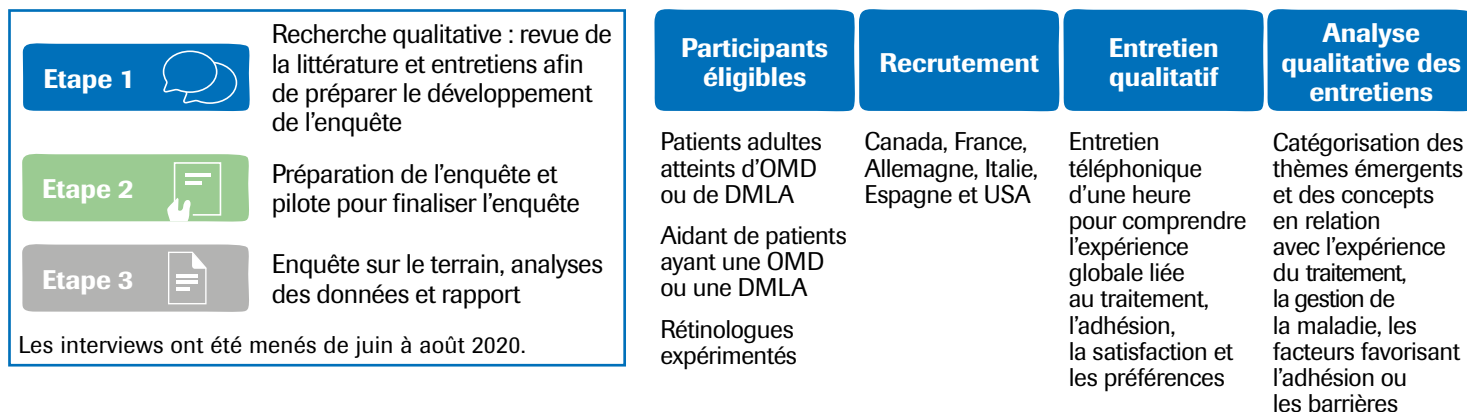 Etape 1
Recherche qualitative : revue de
la littérature et entretiens afin
de préparer le développement
de l’enquête
Etape 2
Préparation de l’enquête et
pilote pour finaliser l’enquête
Etape 3
Enquête sur le terrain, analyses
des données et rapport
Les interviews ont été menés de juin à août 2020.
Participants
éligibles
Patients adultes
atteints d’OMD
ou de DMLA
Aidant de patients
ayant une OMD
ou une DMLA
Rétinologues
expérimentés
Recrutement
Canada, France,
Allemagne, Italie,
Espagne et USA
Entretien
qualitatif
Entretien
téléphonique
d’une heure
pour comprendre
l’expérience
globale liée
au traitement,
l’adhésion,
la satisfaction et
les préférences
Analyse
qualitative des
entretiens
Catégorisation des
thèmes émergents
et des concepts
en relation
avec l’expérience
du traitement,
la gestion de
la maladie, les
facteurs favorisant
l’adhésion ou
les barrières